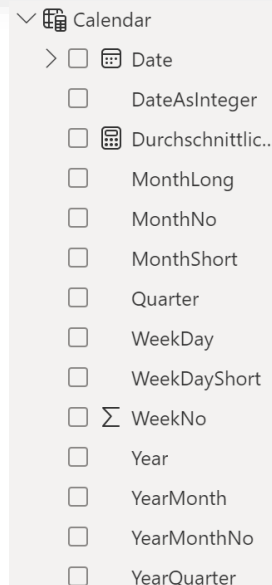 Calendar
Date
DateAsInteger
Durchschnittlic...
MonthLong
MonthNo
MonthShort
Quarter
WeekDay
WeekDayShort
WeekNo
Year
YearMonth
YearMonthNo
YearQuarter